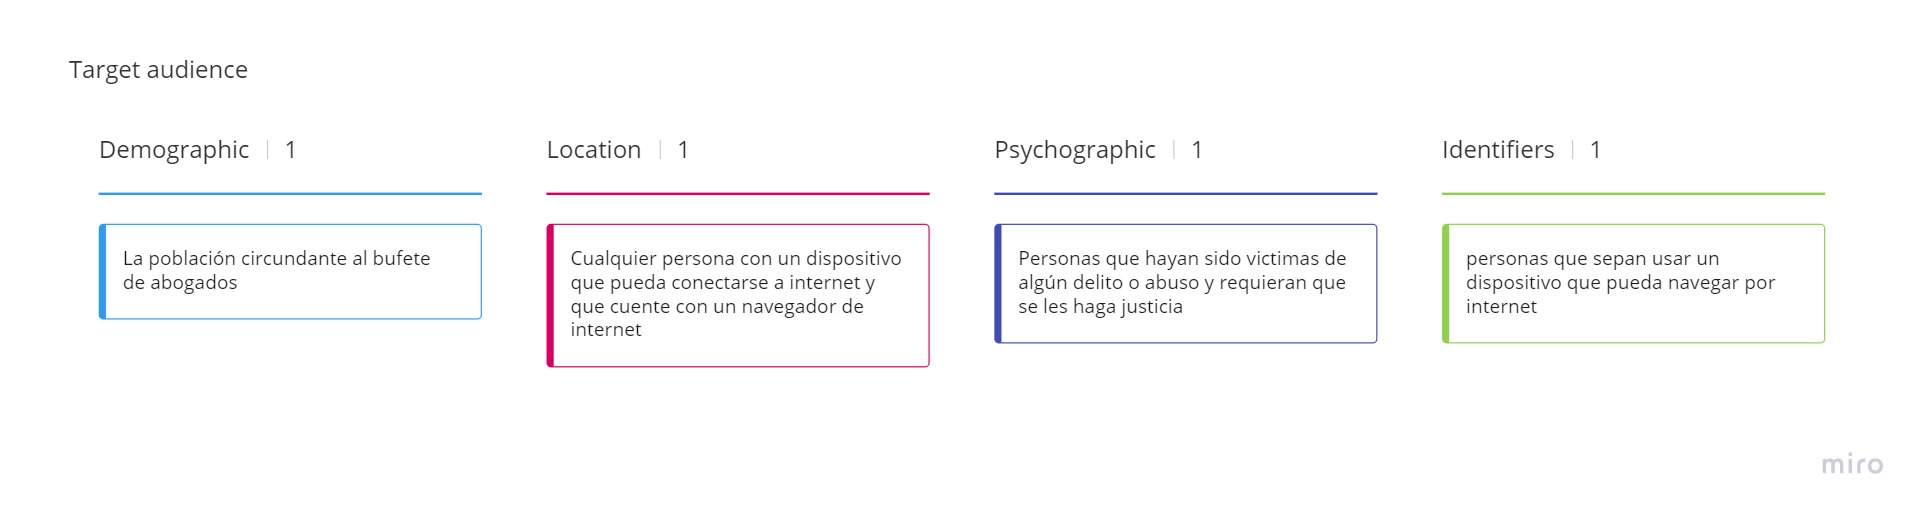 Target audience
Demographic | 1
Location | 1
Psychographic | 1
Identifiers | 1
La población circundante al bufete
de abogados
Cualquier persona con un dispositivo
que pueda conectarse a internet y
que cuente con un navegador de
internet
Personas que hayan sido victimas de
algún delito o abuso y requieran que
se les haga justicia
personas que sepan usar un
dispositivo que pueda navegar por
internet
miro